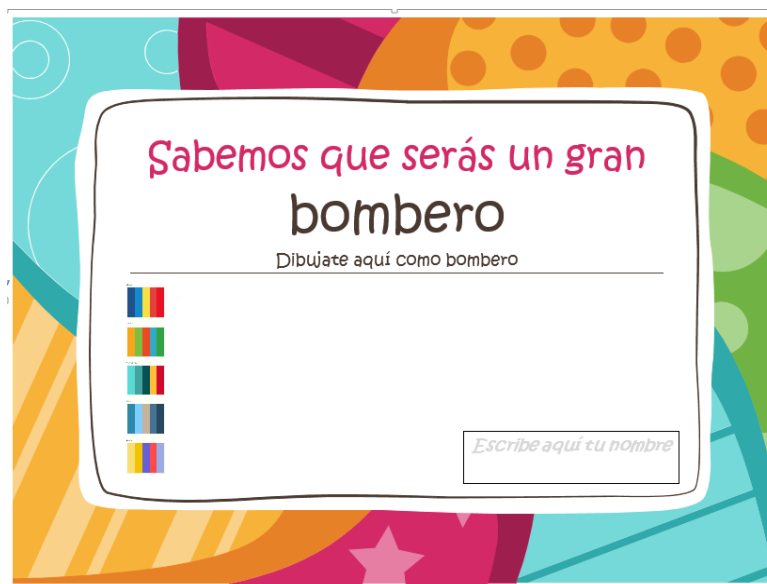 Sabemos que serás un gran
bombero
Dibujate aquí como bombero
Escribe aquí tu nombre